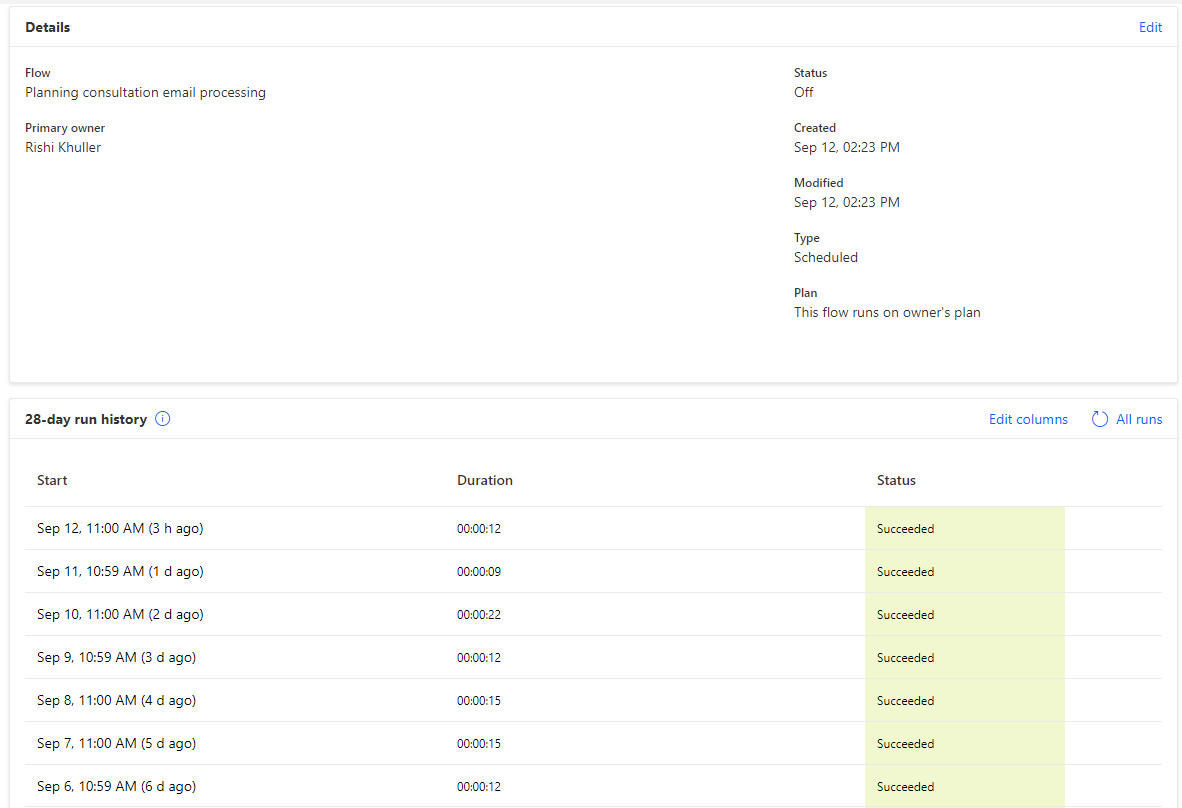 Details
Edit
Flow
Planning consultation email processing
Primary owner
Rishi Khuller
Status
Off
Created
Sep 12, 02:23 PM
Modified
Sep 12, 02:23 PM
Type
Scheduled
Plan
This flow runs on owner's plan
28-day run history
Edit columns
All runs
Start Duration Status
Sep 12, 11:00 AM (3 h ago) 00:00:12 Succeeded
Sep 11, 10:59 AM (1 d ago) 00:00:09 Succeeded
Sep 10, 11:00 AM (2 d ago) 00:00:22 Succeeded
Sep 9, 10:59 AM (3 d ago) 00:00:12 Succeeded
Sep 8, 11:00 AM (4 d ago) 00:00:15 Succeeded
Sep 7, 11:00 AM (5 d ago) 00:00:15 Succeeded
Sep 6, 10:59 AM (6 d ago) 00:00:12 Succeeded